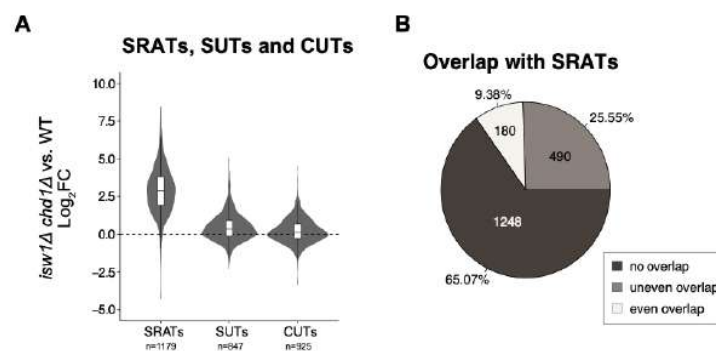 A
SRATs, SUTs and CUTs
isw1Δ chd1Δ vs. WT
Log2FC
10.0
7.5
5.0
2.5
0.0
−2.5
−5.0
SRATs SUTs CUTs
n=1179 n=847 n=925
B
Overlap with SRATs
9.38%
25.55%
180
490
1248
65.07%
no overlap
uneven overlap
even overlap